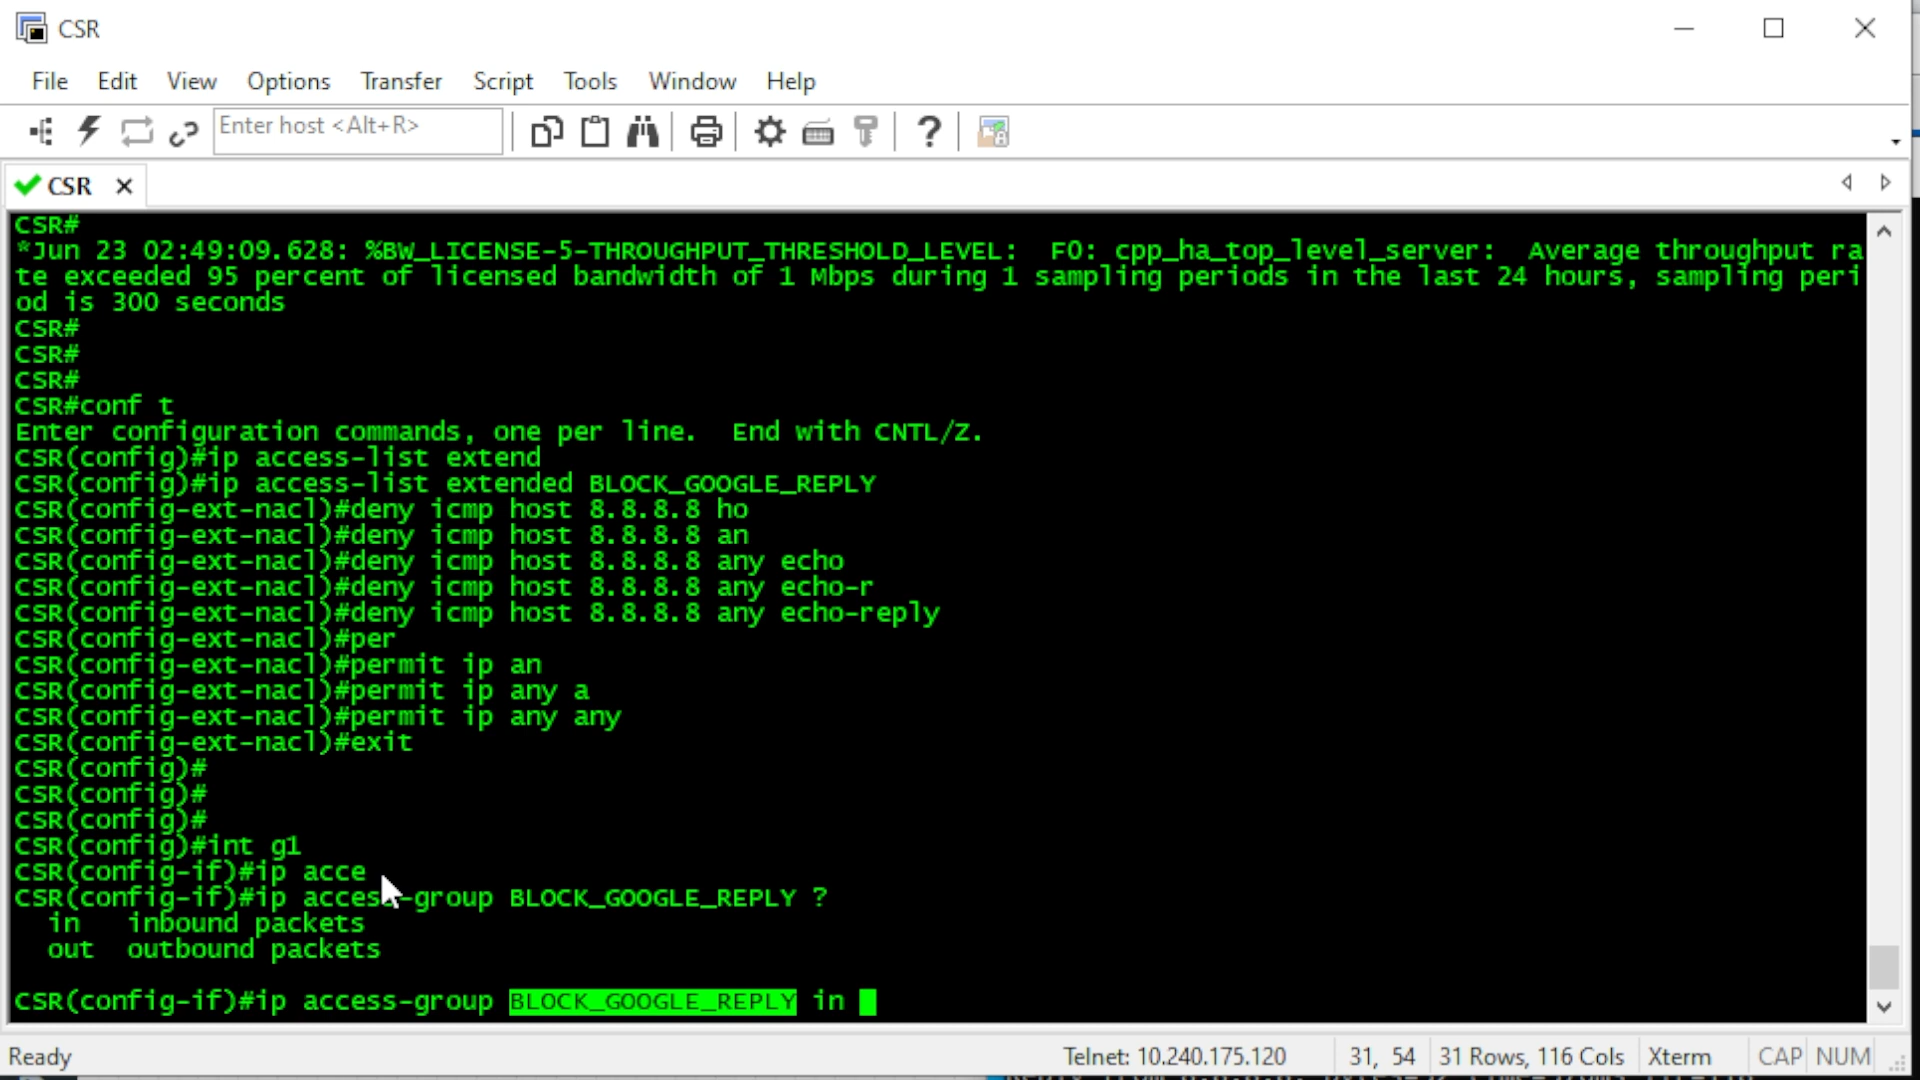 CSR
File Edit View Options Transfer Script Tools Window Help
Enter host <Alt+R>
CSR
CSR#
*Jun 23 02:49:09.628: %BW_LICENSE-5-THROUGHPUT_THRESHOLD_LEVEL:  F0: cpp_ha_top_level_server:  Average throughput ra
te exceeded 95 percent of licensed bandwidth of 1 Mbps during 1 sampling periods in the last 24 hours, sampling peri
od is 300 seconds
CSR#
CSR#
CSR#
CSR#conf t
Enter configuration commands, one per line.  End with CNTL/Z.
CSR(config)#ip access-list extend
CSR(config)#ip access-list extended BLOCK_GOOGLE_REPLY
CSR(config-ext-nacl)#deny icmp host 8.8.8.8 ho
CSR(config-ext-nacl)#deny icmp host 8.8.8.8 an
CSR(config-ext-nacl)#deny icmp host 8.8.8.8 any echo
CSR(config-ext-nacl)#deny icmp host 8.8.8.8 any echo-r
CSR(config-ext-nacl)#deny icmp host 8.8.8.8 any echo-reply
CSR(config-ext-nacl)#per
CSR(config-ext-nacl)#permit ip an
CSR(config-ext-nacl)#permit ip any a
CSR(config-ext-nacl)#permit ip any any
CSR(config-ext-nacl)#exit
CSR(config)#
CSR(config)#
CSR(config)#
CSR(config)#int g1
CSR(config-if)#ip acce
CSR(config-if)#ip access-group BLOCK_GOOGLE_REPLY ?
  in   inbound packets
  out  outbound packets
CSR(config-if)#ip access-group BLOCK_GOOGLE_REPLY in
Ready Telnet: 10.240.175.120 31, 54 31 Rows, 116 Cols Xterm CAP NUM